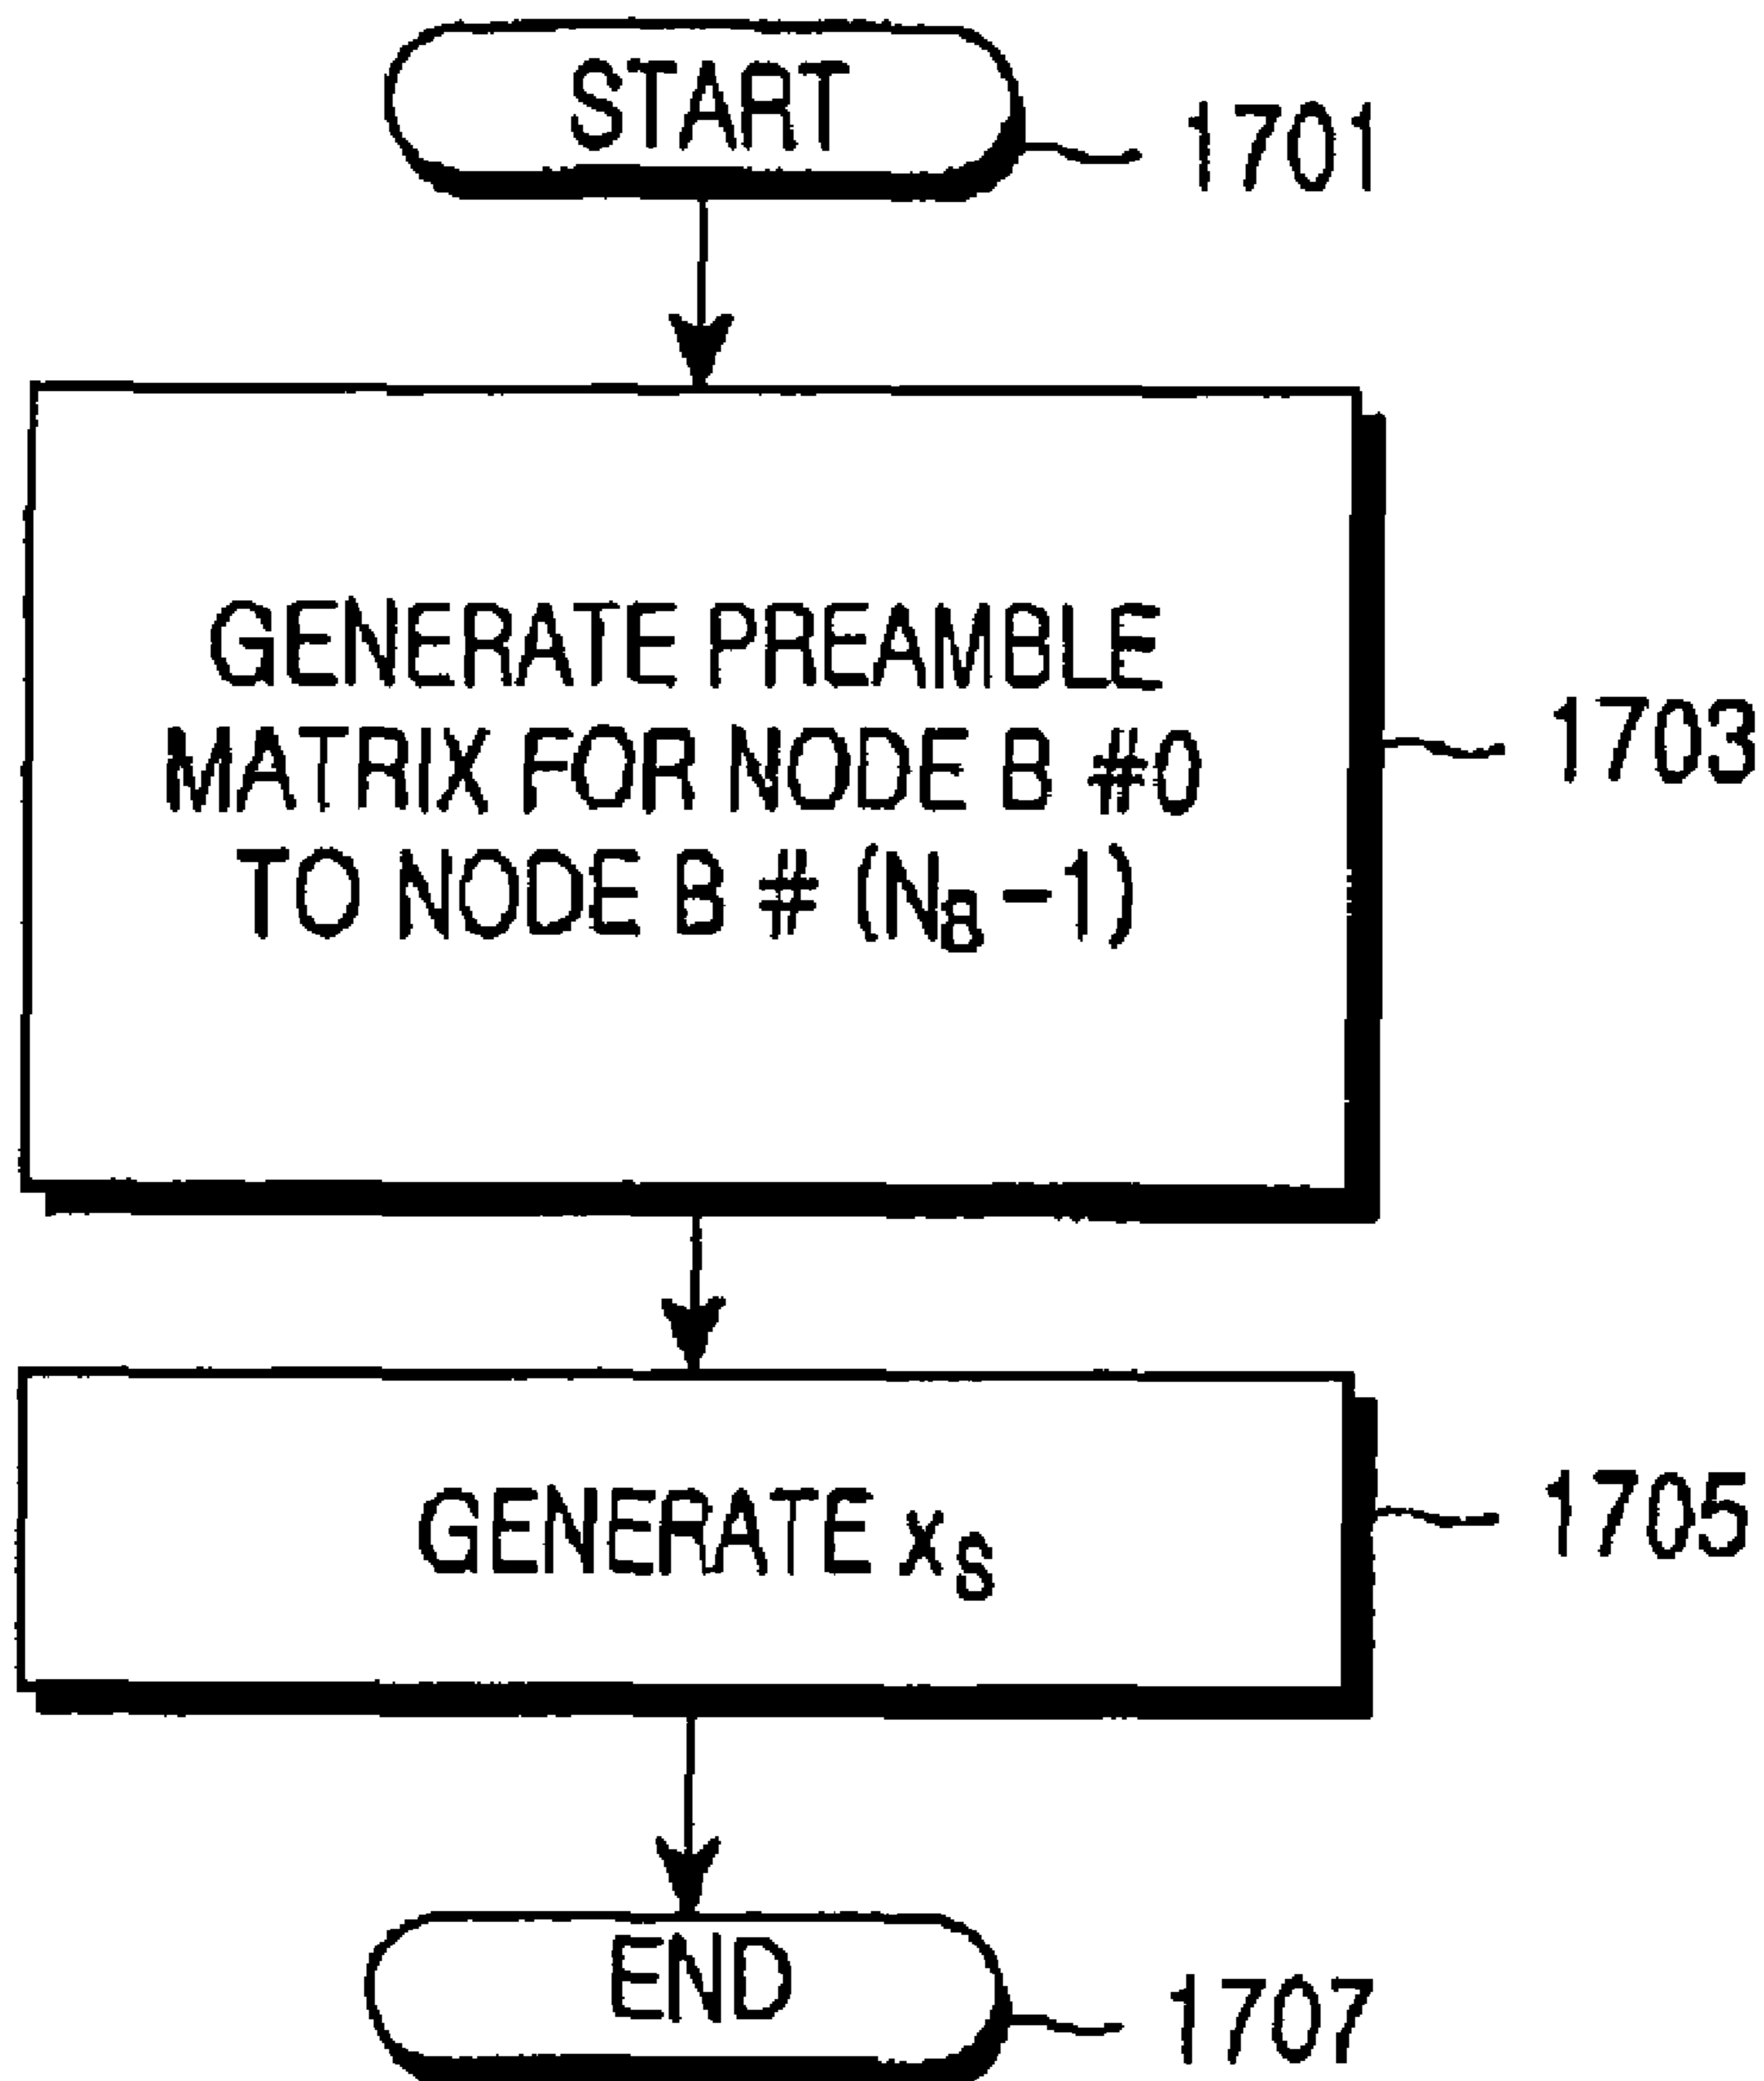 START
1701
GENERATE PREAMBLE
MATRIX FOR NODE B #0
TO NODE B # (NB-1)
1703
GENERATE xs
1705
END
1707